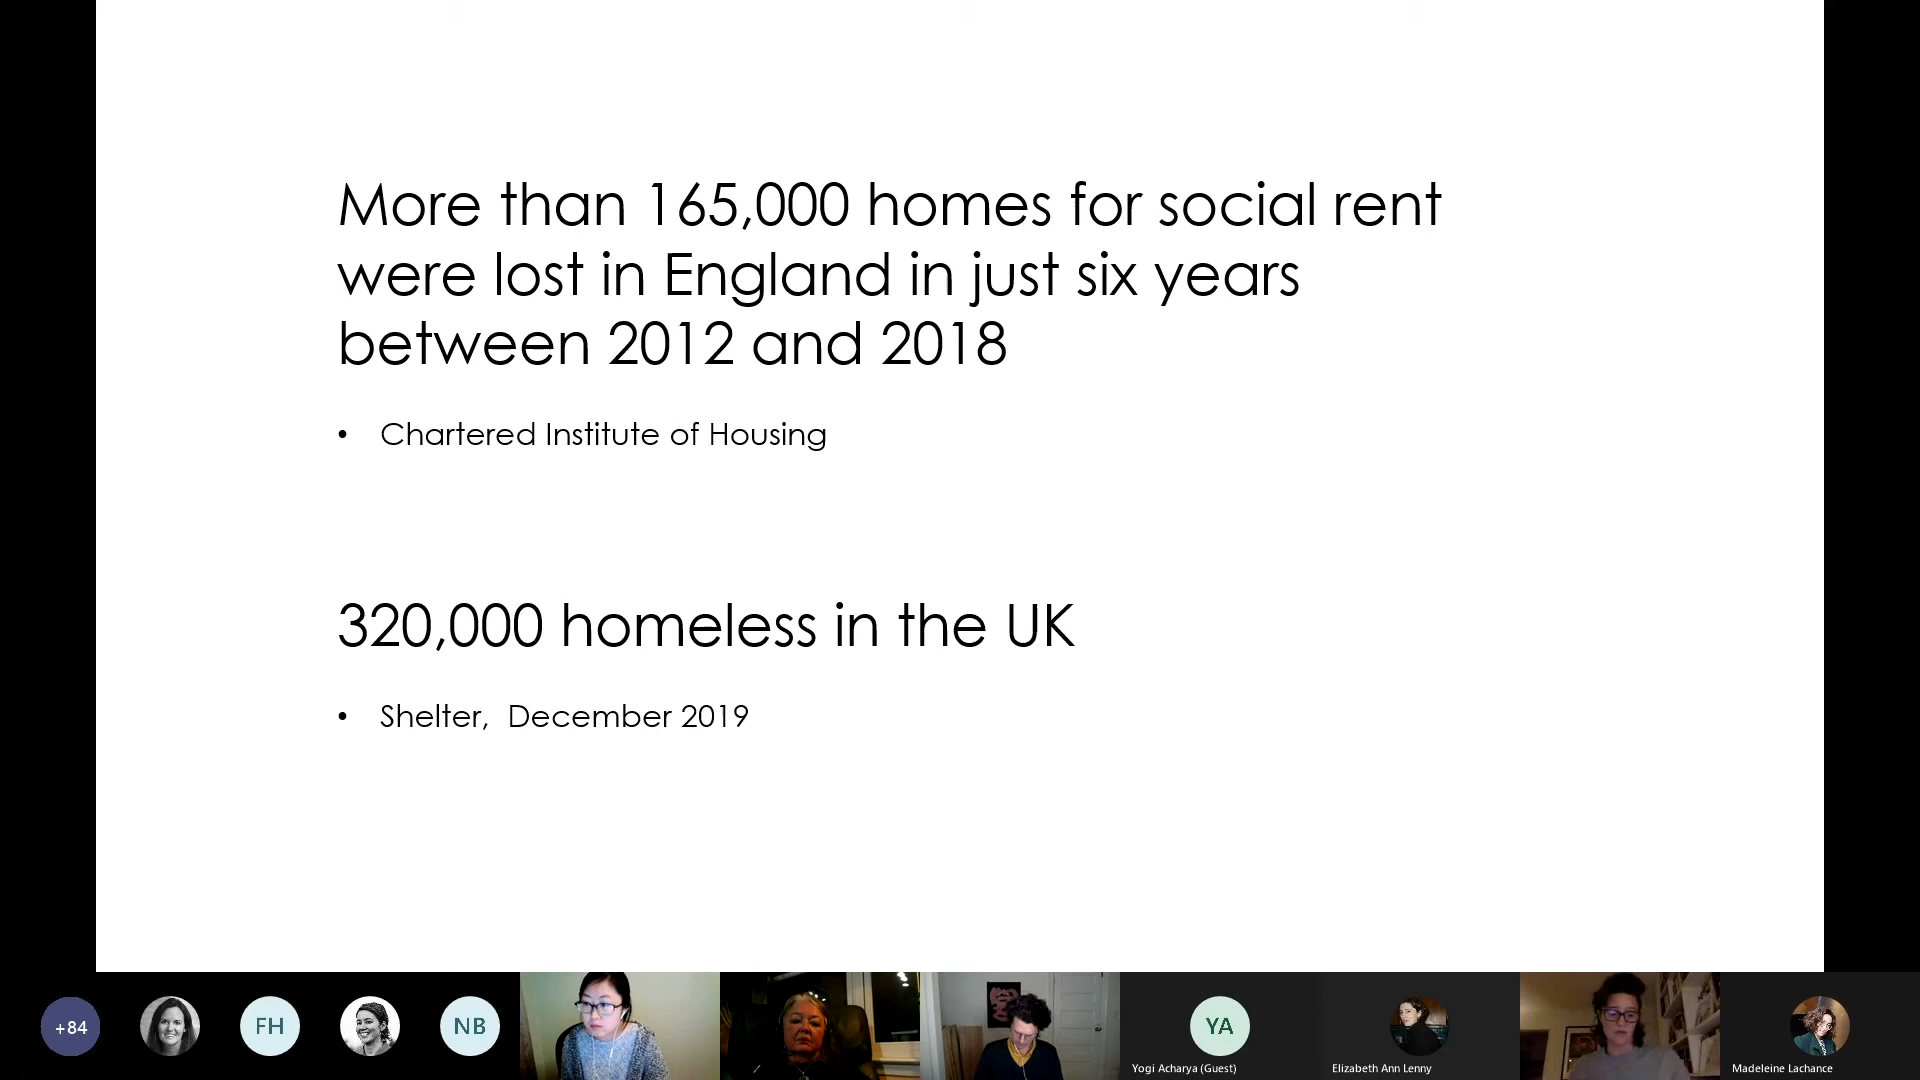 More than 165,000 homes for social rent
were lost in England in just six years
between 2012 and 2018
• Chartered Institute of Housing
320,000 homeless in the UK
• Shelter, December 2019
+84
FH
NB
YA
Yogi Acharya (Guest)
Elizabeth Ann Lenny
Madeleine Lachance